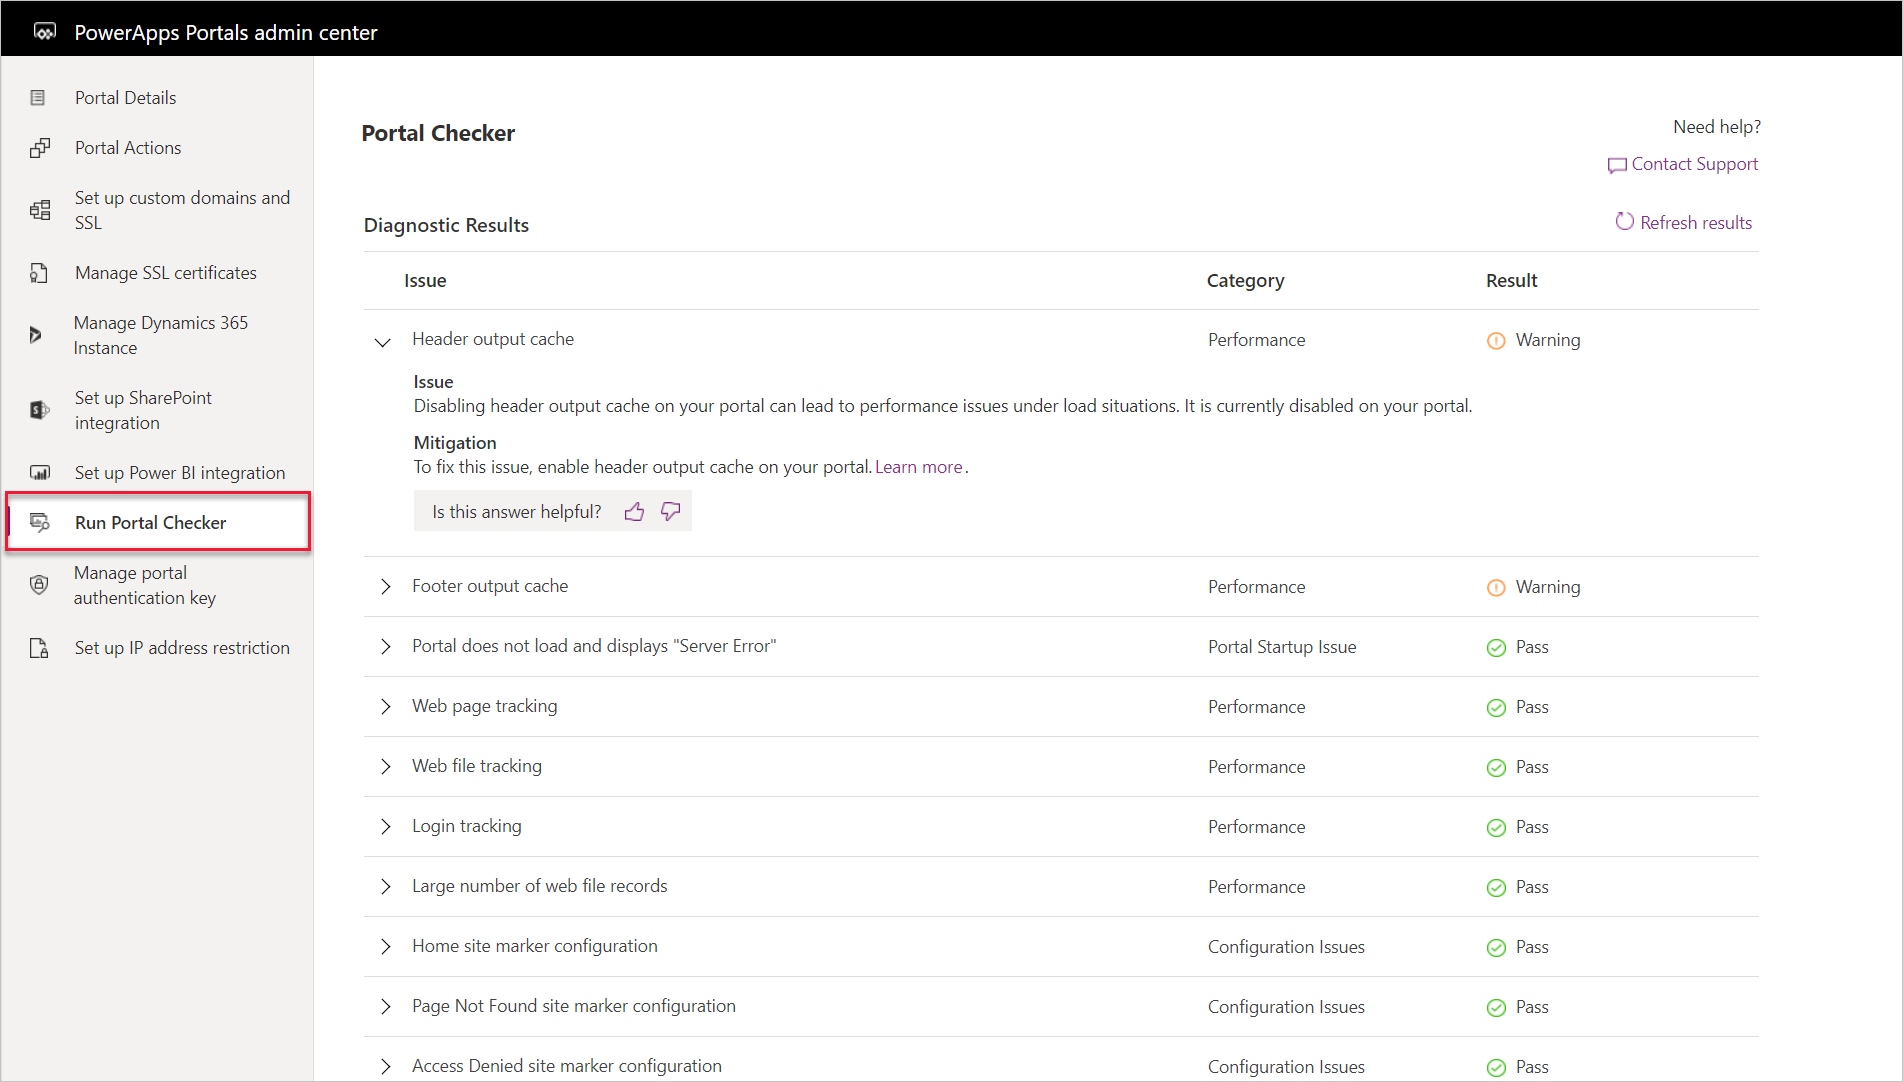 PowerApps Portals admin center
Portal Details
Portal Actions
Set up custom domains and
SSL
Manage SSL certificates
Manage Dynamics 365
Instance
Set up SharePoint
integration
Set up Power BI integration
Run Portal Checker
Manage portal
authentication key
Set up IP address restriction
Portal Checker
Need help?
Contact Support
Diagnostic Results
Refresh results
Issue Category Result
Header output cache Performance Warning
Issue
Disabling header output cache on your portal can lead to performance issues under load situations. It is currently disabled on your portal.
Mitigation
To fix this issue, enable header output cache on your portal. Learn more.
Is this answer helpful?
Footer output cache Performance Warning
Portal does not load and displays "Server Error" Portal Startup Issue Pass
Web page tracking Performance Pass
Web file tracking Performance Pass
Login tracking Performance Pass
Large number of web file records Performance Pass
Home site marker configuration Configuration Issues Pass
Page Not Found site marker configuration Configuration Issues Pass
Access Denied site marker configuration Configuration Issues Pass